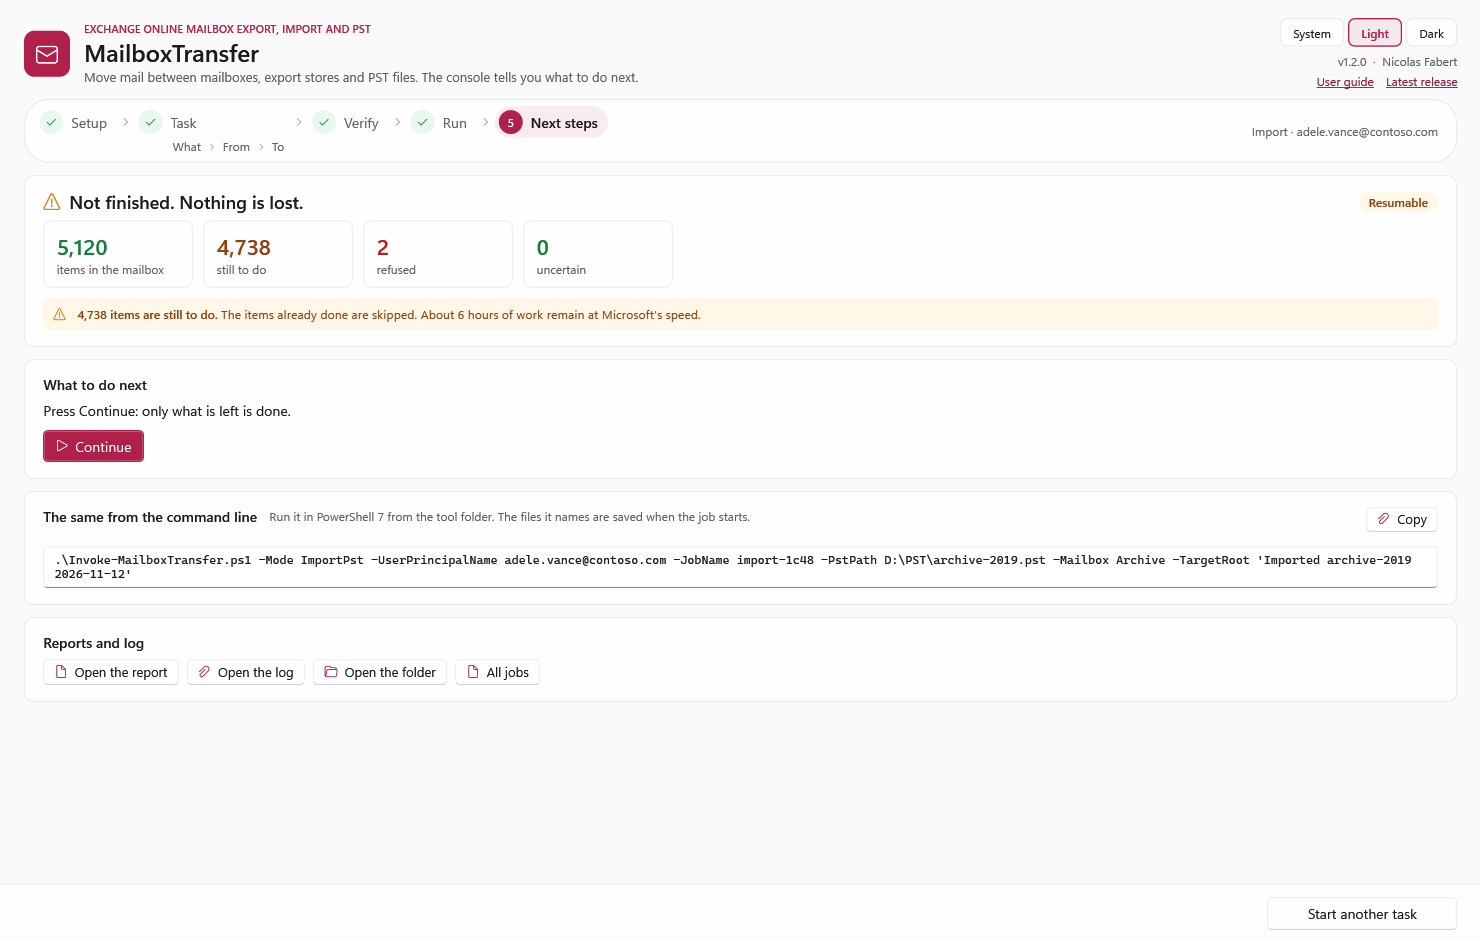 EXCHANGE ONLINE MAILBOX EXPORT, IMPORT AND PST
MailboxTransfer
Move mail between mailboxes, export stores and PST files. The console tells you what to do next.
System
Light
Dark
v1.2.0 · Nicolas Fabert
User guide
Latest release
Setup
Task
What
From
To
Verify
Run
5
Next steps
Import · adele.vance@contoso.com
Not finished. Nothing is lost.
Resumable
5,120
items in the mailbox
4,738
still to do
2
refused
0
uncertain
4,738 items are still to do. The items already done are skipped. About 6 hours of work remain at Microsoft's speed.
What to do next
Press Continue: only what is left is done.
Continue
The same from the command line
Run it in PowerShell 7 from the tool folder. The files it names are saved when the job starts.
Copy
.\Invoke-MailboxTransfer.ps1 -Mode ImportPst -UserPrincipalName adele.vance@contoso.com -JobName import-1c48 -PstPath D:\PST\archive-2019.pst -Mailbox Archive -TargetRoot 'Imported archive-2019
2026-11-12'
Reports and log
Open the report
Open the log
Open the folder
All jobs
Start another task